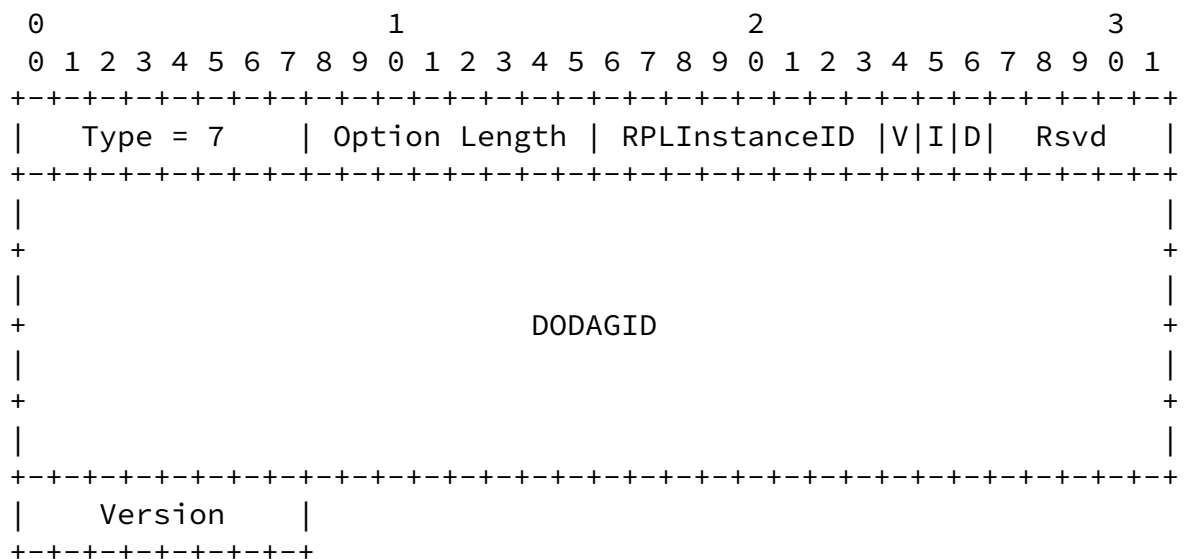 0                   1                   2                   3
 0 1 2 3 4 5 6 7 8 9 0 1 2 3 4 5 6 7 8 9 0 1 2 3 4 5 6 7 8 9 0 1
+-+-+-+-+-+-+-+-+-+-+-+-+-+-+-+-+-+-+-+-+-+-+-+-+-+-+-+-+-+-+-+-+
|   Type = 7    | Option Length | RPLInstanceID |V|I|D|  Rsvd   |
+-+-+-+-+-+-+-+-+-+-+-+-+-+-+-+-+-+-+-+-+-+-+-+-+-+-+-+-+-+-+-+-+
|                                                               |
+                                                               +
|                                                               |
+                            DODAGID                            +
|                                                               |
+                                                               +
|                                                               |
+-+-+-+-+-+-+-+-+-+-+-+-+-+-+-+-+-+-+-+-+-+-+-+-+-+-+-+-+-+-+-+-+
|    Version    |
+-+-+-+-+-+-+-+-+